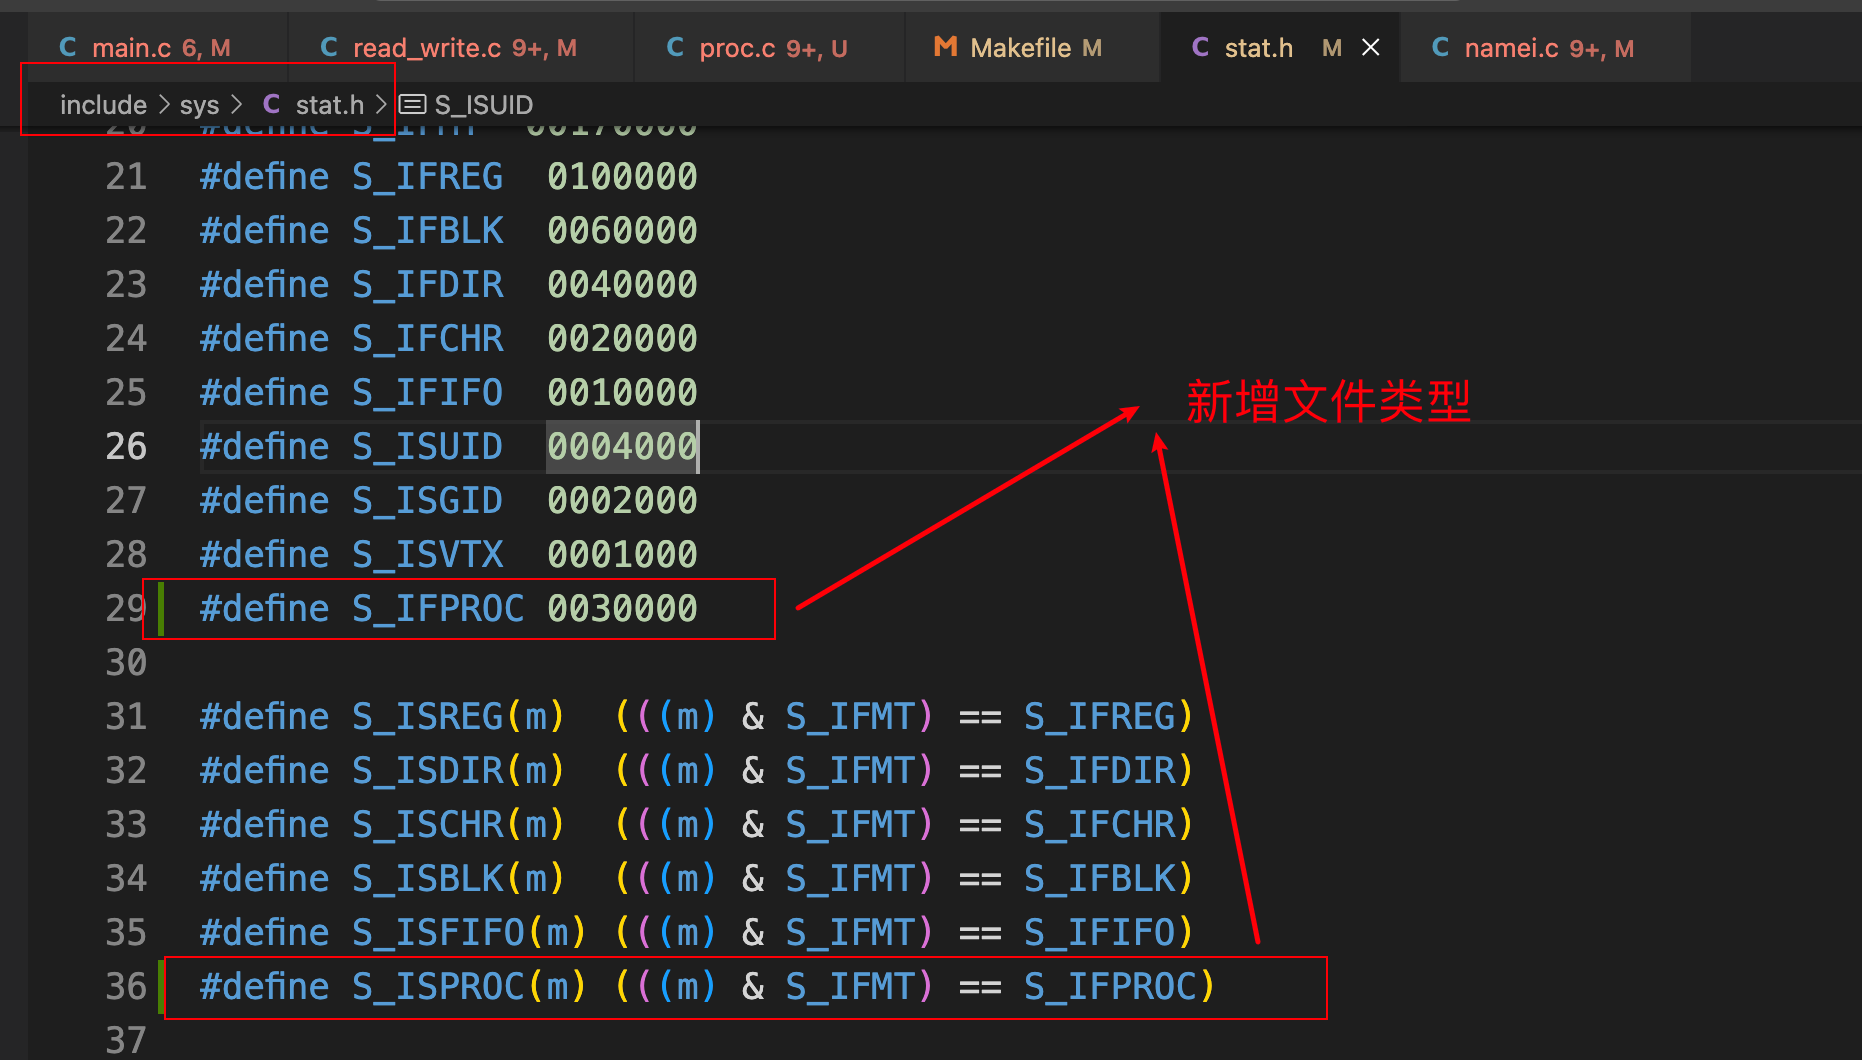 main.c 6, M read_write.c 9+, M proc.c 9+, U Makefile M stat.h M namei.c 9+, M
include > sys > C stat.h > S_ISUID
20 #define S_IFMT 00170000
21 #define S_IFREG 0100000
22 #define S_IFBLK 0060000
23 #define S_IFDIR 0040000
24 #define S_IFCHR 0020000
25 #define S_IFIFO 0010000
新增文件类型
26 #define S_ISUID 0004000
27 #define S_ISGID 0002000
28 #define S_ISVTX 0001000
29 #define S_IFPROC 0030000
30
31 #define S_ISREG(m) (((m) & S_IFMT) == S_IFREG)
32 #define S_ISDIR(m) (((m) & S_IFMT) == S_IFDIR)
33 #define S_ISCHR(m) (((m) & S_IFMT) == S_IFCHR)
34 #define S_ISBLK(m) (((m) & S_IFMT) == S_IFBLK)
35 #define S_ISFIFO(m) (((m) & S_IFMT) == S_IFIFO)
36 #define S_ISPROC(m) (((m) & S_IFMT) == S_IFPROC)
37